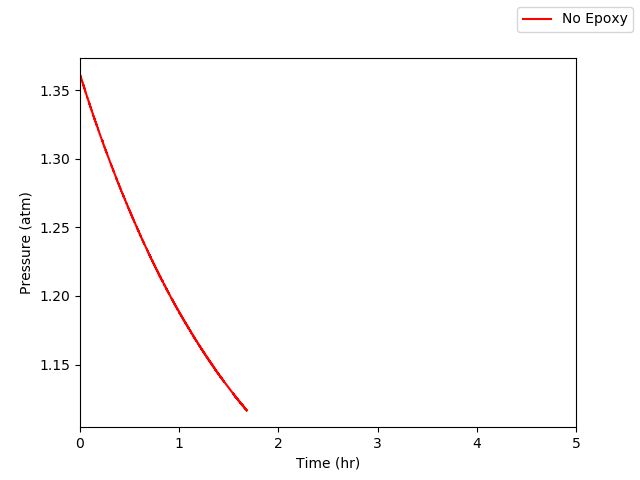 No Epoxy
1.35
1.30
1.25
1.20
1.15
Pressure (atm)
0 1 2 3 4 5
Time (hr)